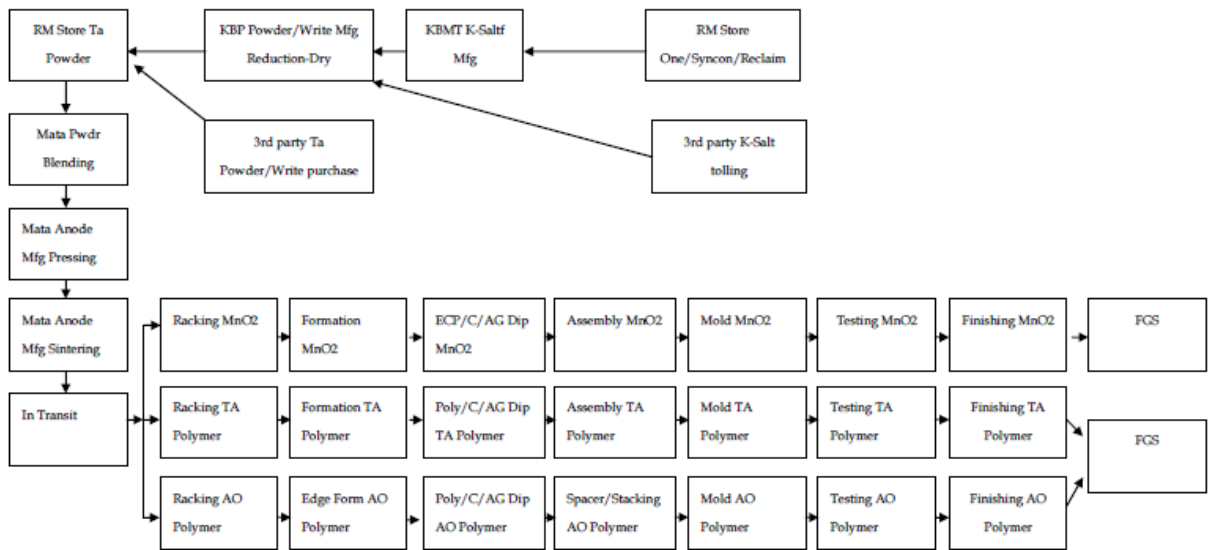 RM Store Ta
Powder
KBP Powder/Write Mfg
Reduction-Dry
KBMT K-Saltf
Mfg
RM Store
One/Syncon/Reclaim
Mata Pwdr
Blending
3rd party Ta
Powder/Write purchase
3rd party K-Salt
tolling
Mata Anode
Mfg Pressing
Mata Anode
Mfg Sintering
Racking MnO2
Formation
MnO2
ECP/C/AG Dip
MnO2
Assembly MnO2
Mold MnO2
Testing MnO2
Finishing MnO2
FGS
In Transit
Racking TA
Polymer
Formation TA
Polymer
Poly/C/AG Dip
TA Polymer
Assembly TA
Polymer
Mold TA
Polymer
Testing TA
Polymer
Finishing TA
Polymer
FGS
Racking AO
Polymer
Edge Form AO
Polymer
Poly/C/AG Dip
AO Polymer
Spacer/Stacking
AO Polymer
Mold AO
Polymer
Testing AO
Polymer
Finishing AO
Polymer